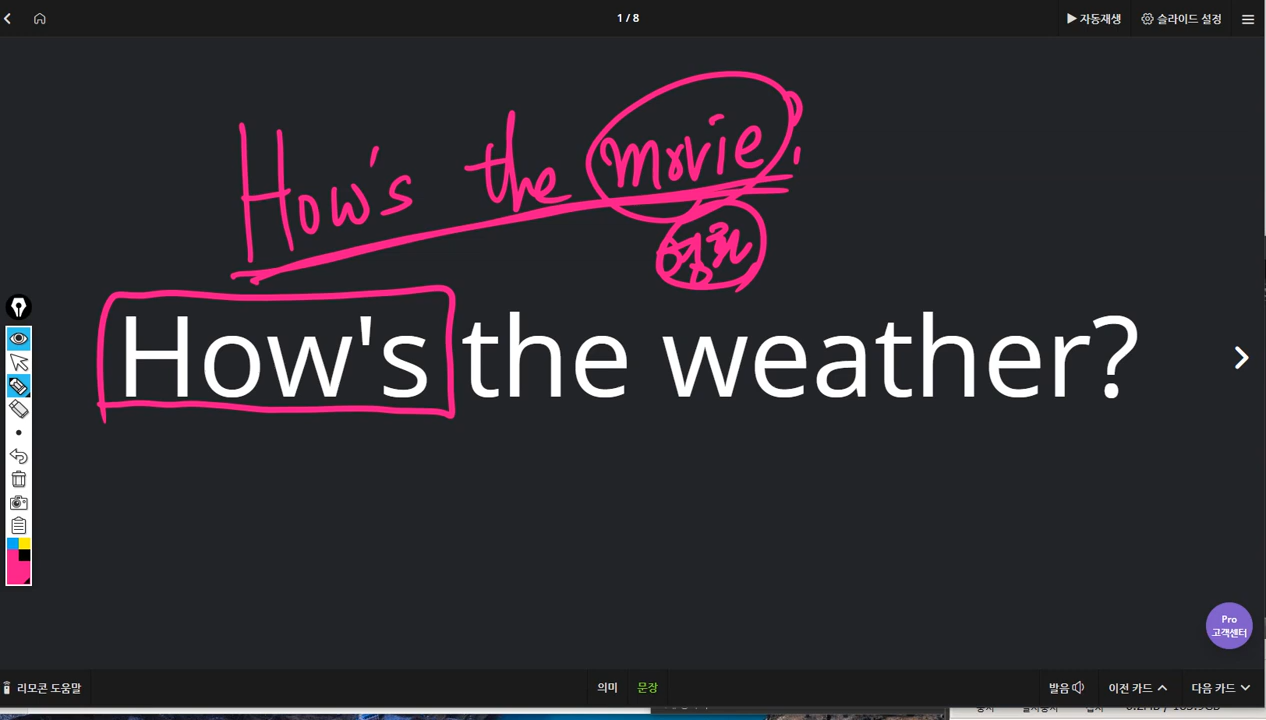 1 / 8
자동재생
슬라이드 설정
How's the movie?
영화
How's the weather?
Pro
고객센터
리모콘 도움말
의미
문장
발음
이전 카드
다음 카드